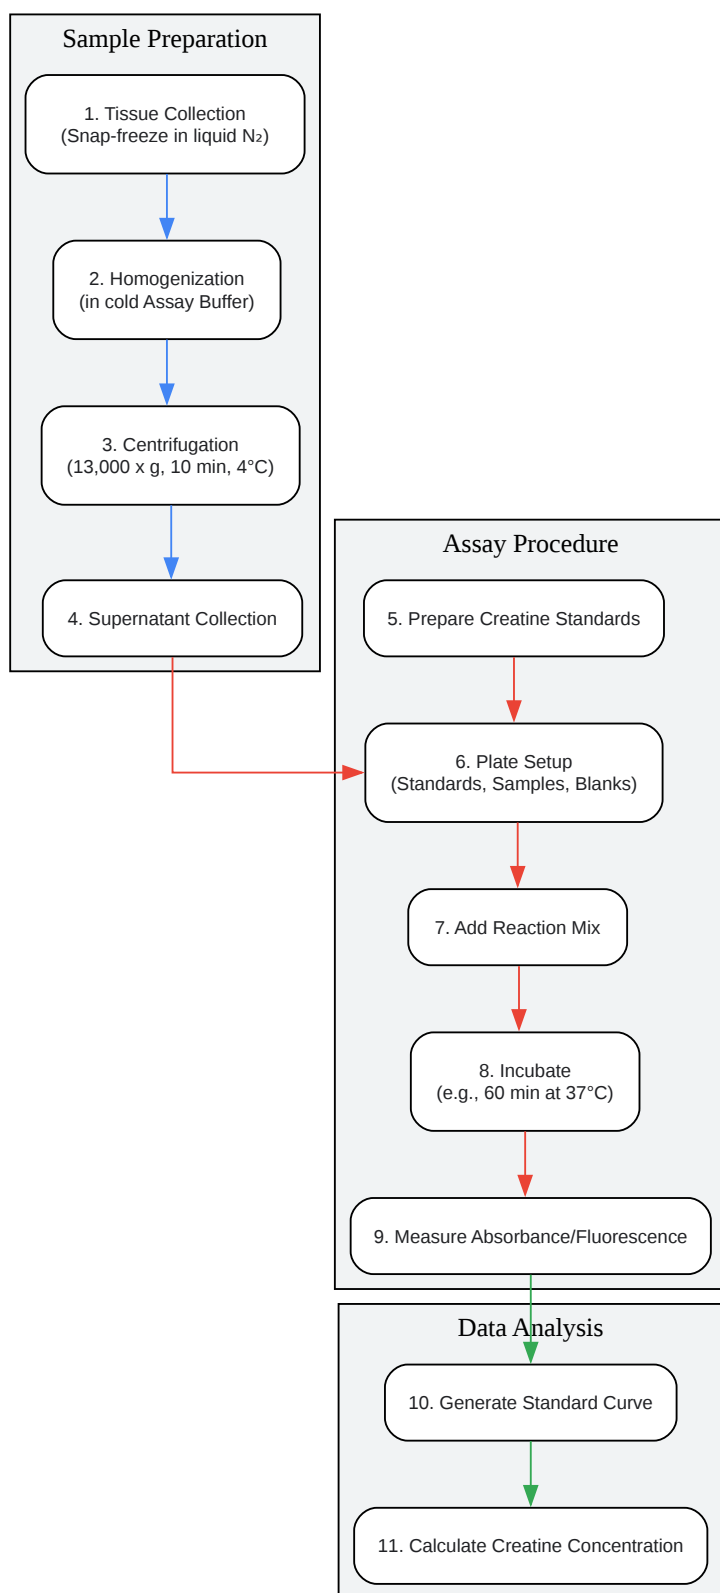 Sample Preparation
1. Tissue Collection
(Snap-freeze in liquid N₂)
2. Homogenization
(in cold Assay Buffer)
3. Centrifugation
(13,000 x g, 10 min, 4°C)
4. Supernatant Collection
Assay Procedure
5. Prepare Creatine Standards
6. Plate Setup
(Standards, Samples, Blanks)
7. Add Reaction Mix
8. Incubate
(e.g., 60 min at 37°C)
9. Measure Absorbance/Fluorescence
Data Analysis
10. Generate Standard Curve
11. Calculate Creatine Concentration